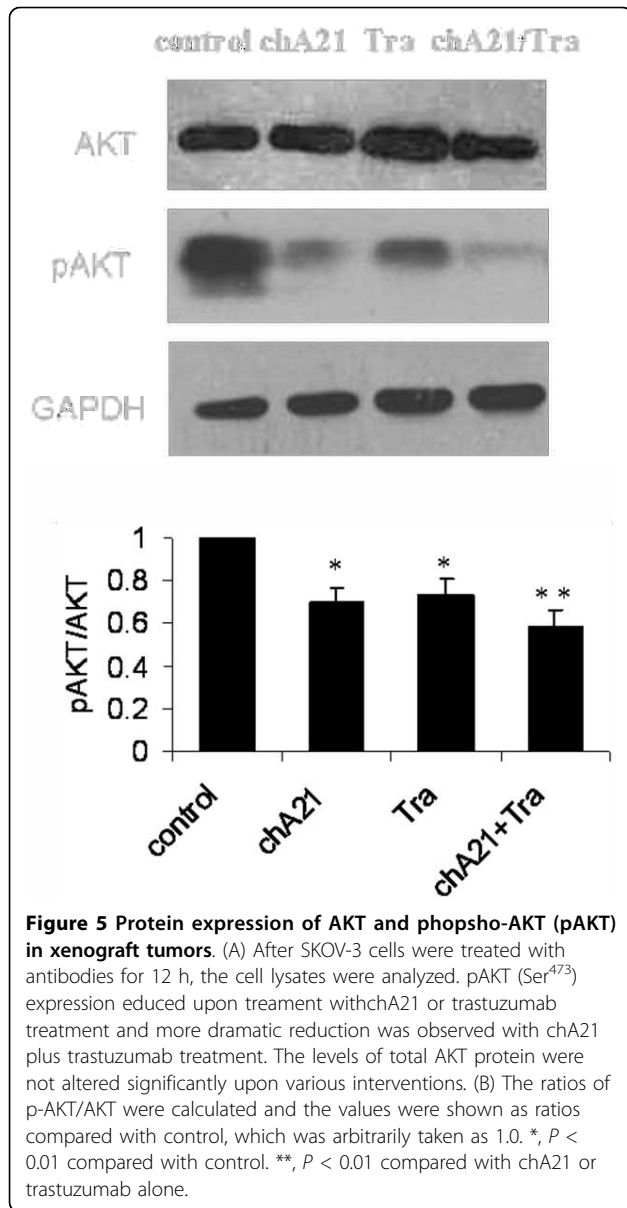 control chA21 Tra chA21/Tra
AKT
pAKT
GAPDH
pAKT/AKT
1
0.8
0.6
0.4
0.2
0
*
*
* *
control
chA21
Tra
chA21+Tra
Figure 5 Protein expression of AKT and phopsho-AKT (pAKT)
in xenograft tumors. (A) After SKOV-3 cells were treated with
antibodies for 12 h, the cell lysates were analyzed. pAKT (Ser⁴⁷³)
expression educed upon treament withchA21 or trastuzumab
treatment and more dramatic reduction was observed with chA21
plus trastuzumab treatment. The levels of total AKT protein were
not altered significantly upon various interventions. (B) The ratios of
p-AKT/AKT were calculated and the values were shown as ratios
compared with control, which was arbitrarily taken as 1.0. *, P <
0.01 compared with control. **, P < 0.01 compared with chA21 or
trastuzumab alone.